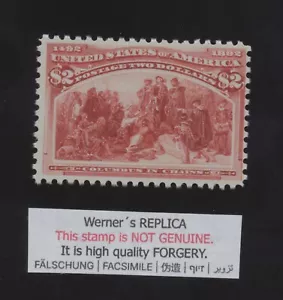 1492 1892
UNITED STATES OF AMERICA
$2 POSTAGE TWO DOLLARS $2
COLUMBUS IN CHAINS
Werner´s REPLICA
This stamp is NOT GENUINE.
It is high quality FORGERY.
FÄLSCHUNG | FACSIMILE | 伪造 | זיוף | تزوير